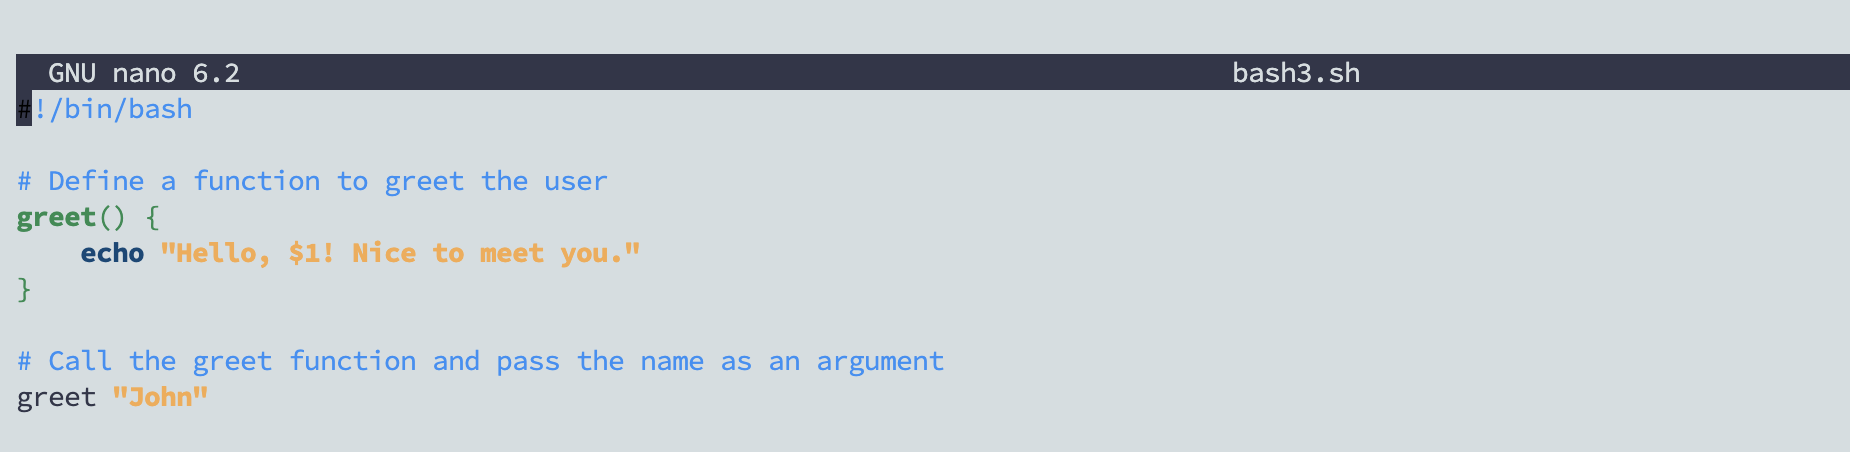 GNU nano 6.2 bash3.sh
#!/bin/bash
# Define a function to greet the user
greet() {
    echo "Hello, $1! Nice to meet you."
}
# Call the greet function and pass the name as an argument
greet "John"